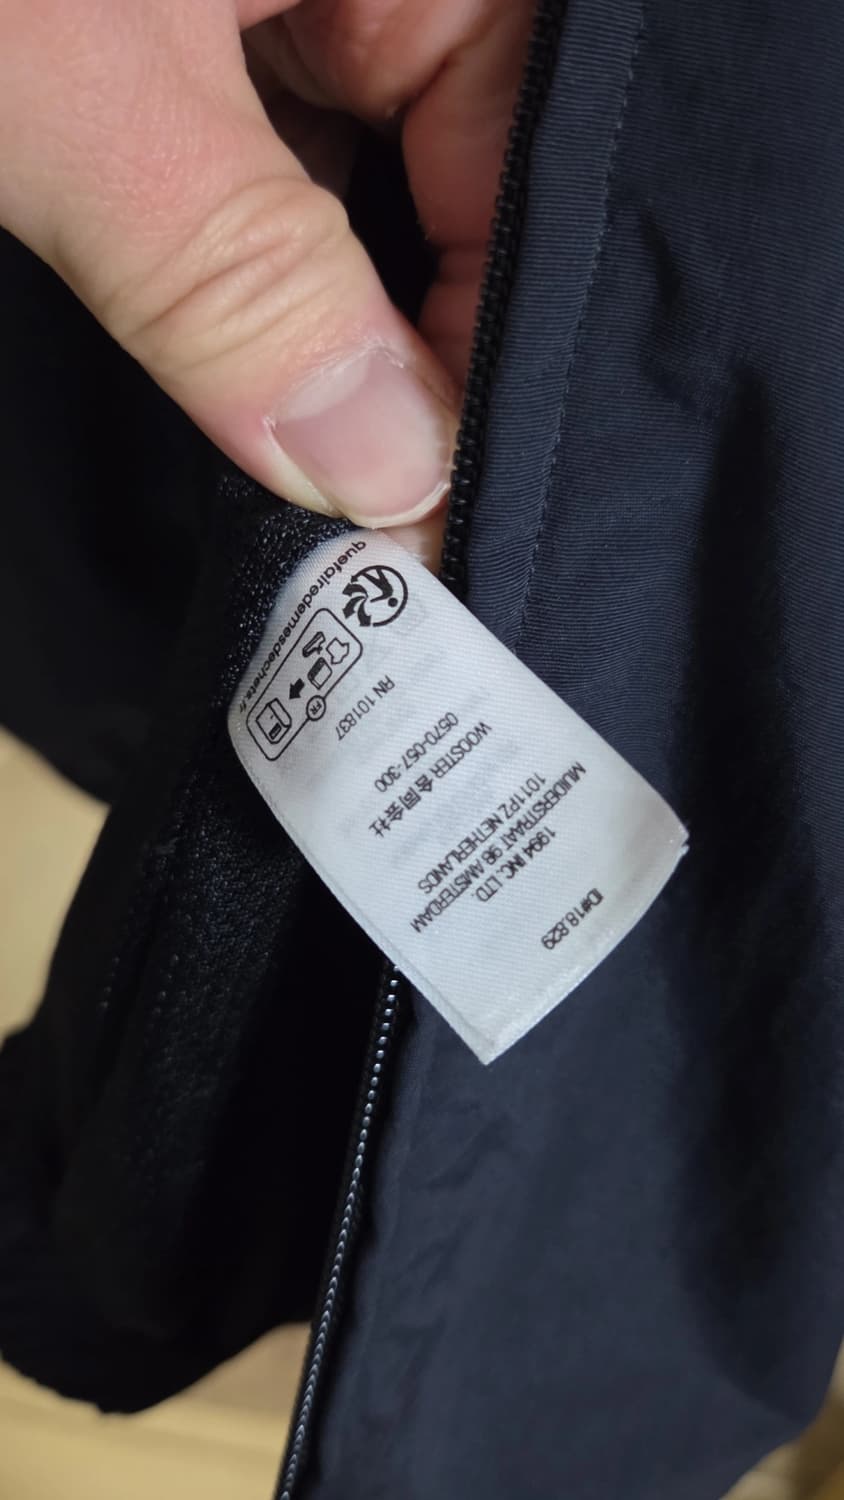 ID#18.829
1994 INC. LTD.
MUIDERSTRAAT 98 AMSTERDAM
1011PZ NETHERLANDS
WOOSTER 合同会社
0570-057-300
RN 101837
FR
quefairedemesdechets.fr